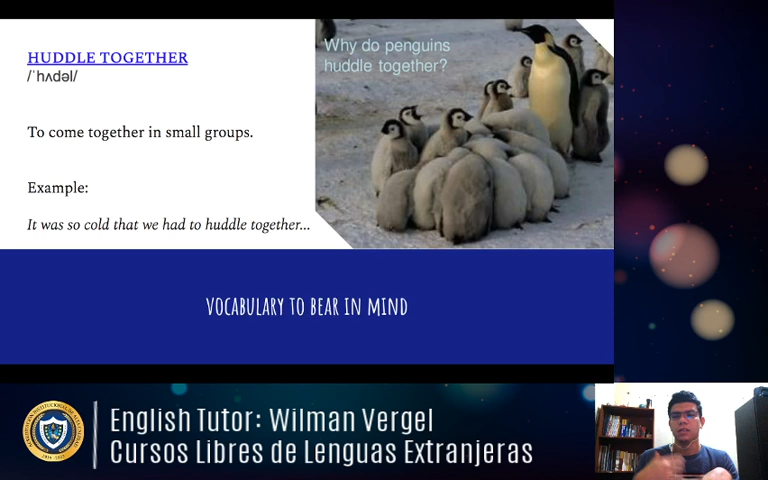 HUDDLE TOGETHER
/ˈhʌdəl/
To come together in small groups.
Example:
It was so cold that we had to huddle together...
Why do penguins
huddle together?
VOCABULARY TO BEAR IN MIND
English Tutor: Wilman Vergel
Cursos Libres de Lenguas Extranjeras